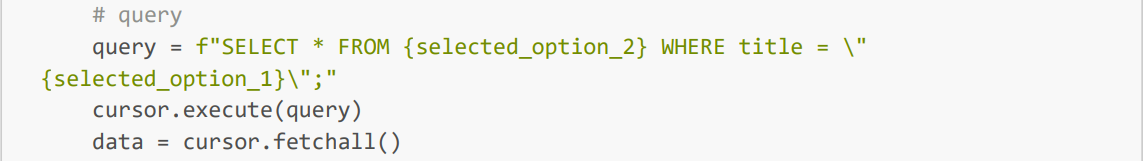 # query
query = f"SELECT * FROM {selected_option_2} WHERE title = \"
{selected_option_1}\";"
cursor.execute(query)
data = cursor.fetchall()